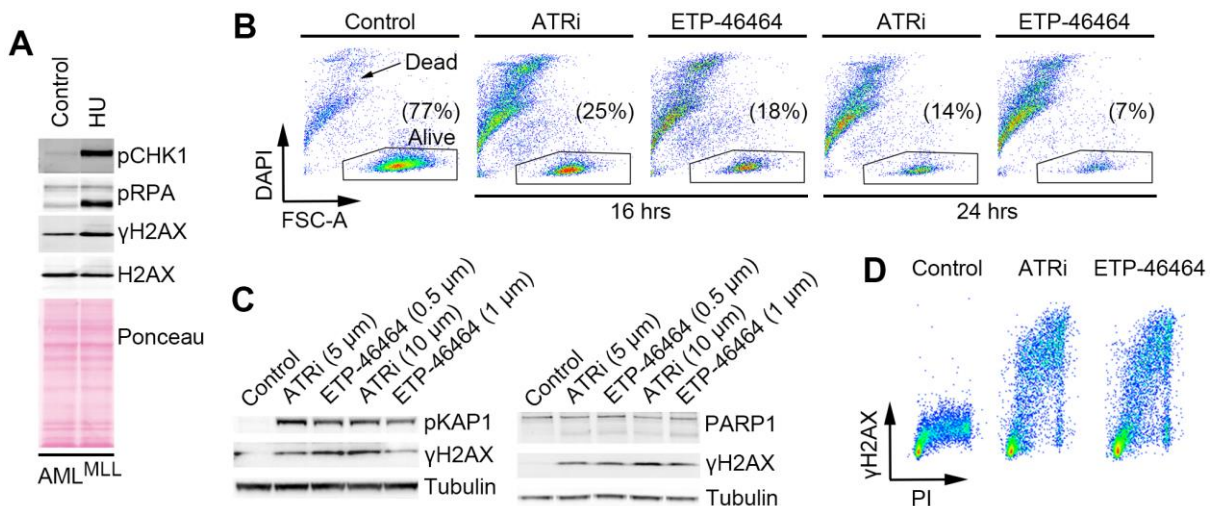 A
Control
HU
pCHK1
pRPA
γH2AX
H2AX
Ponceau
AML MLL
B
Control
ATRi
ETP-46464
ATRi
ETP-46464
Dead
(77%)
Alive
(25%)
(18%)
(14%)
(7%)
DAPI
FSC-A
16 hrs
24 hrs
C
Control
ATRi (5 µm)
ETP-46464 (0.5 µm)
ATRi (10 µm)
ETP-46464 (1 µm)
pKAP1
γH2AX
Tubulin
Control
ATRi (5 µm)
ETP-46464 (0.5 µm)
ATRi (10 µm)
ETP-46464 (1 µm)
PARP1
γH2AX
Tubulin
D
Control
ATRi
ETP-46464
γH2AX
PI